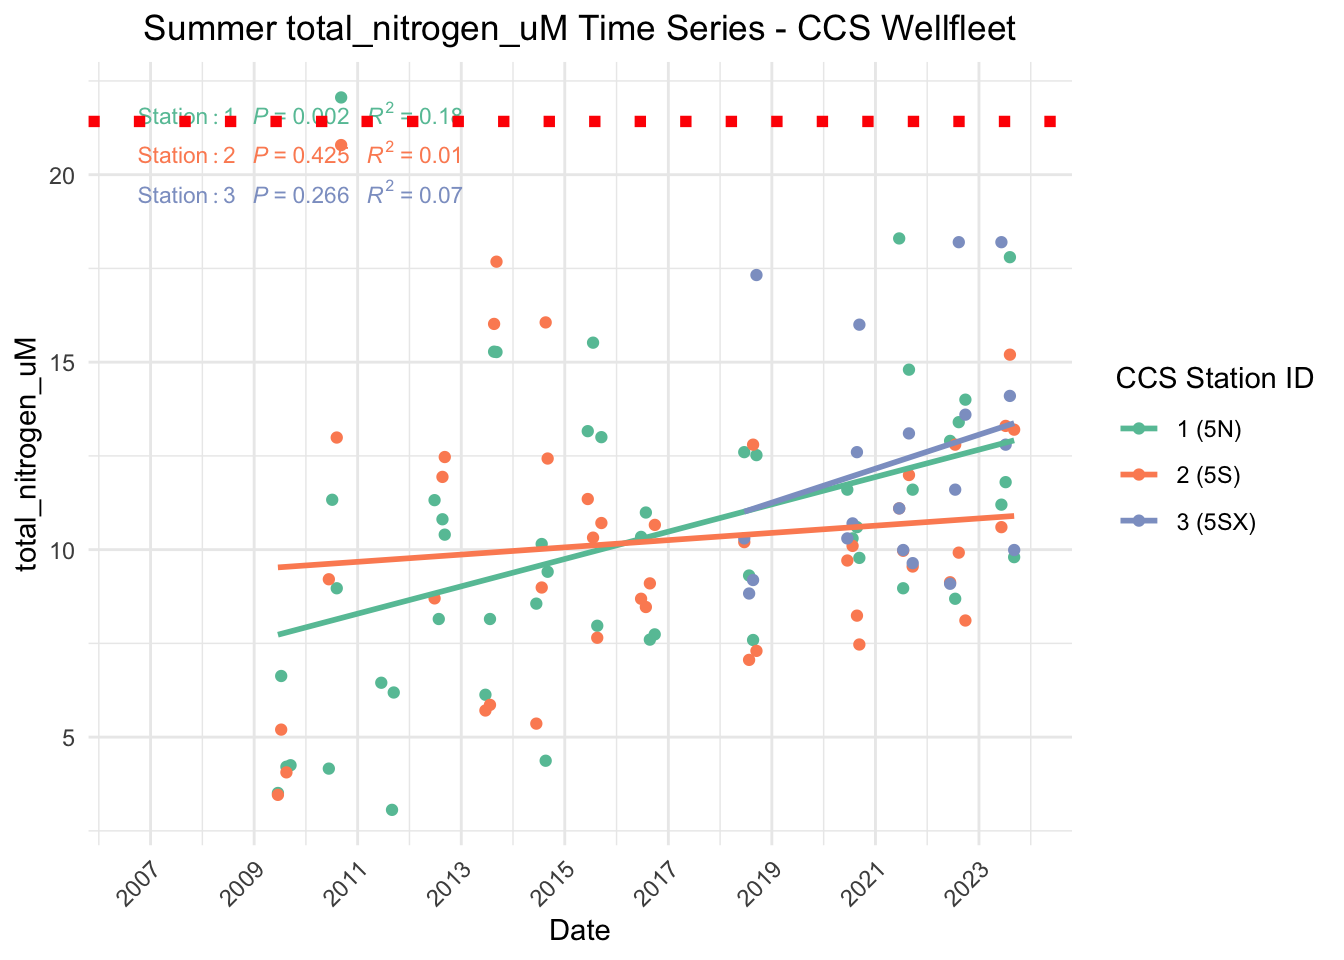 Summer total_nitrogen_uM Time Series - CCS Wellfleet
Station : 1 P = 0.002 R² = 0.18
Station : 2 P = 0.425 R² = 0.01
Station : 3 P = 0.266 R² = 0.07
total_nitrogen_uM
20
15
10
5
2007
2009
2011
2013
2015
2017
2019
2021
2023
Date
CCS Station ID
1 (5N)
2 (5S)
3 (5SX)